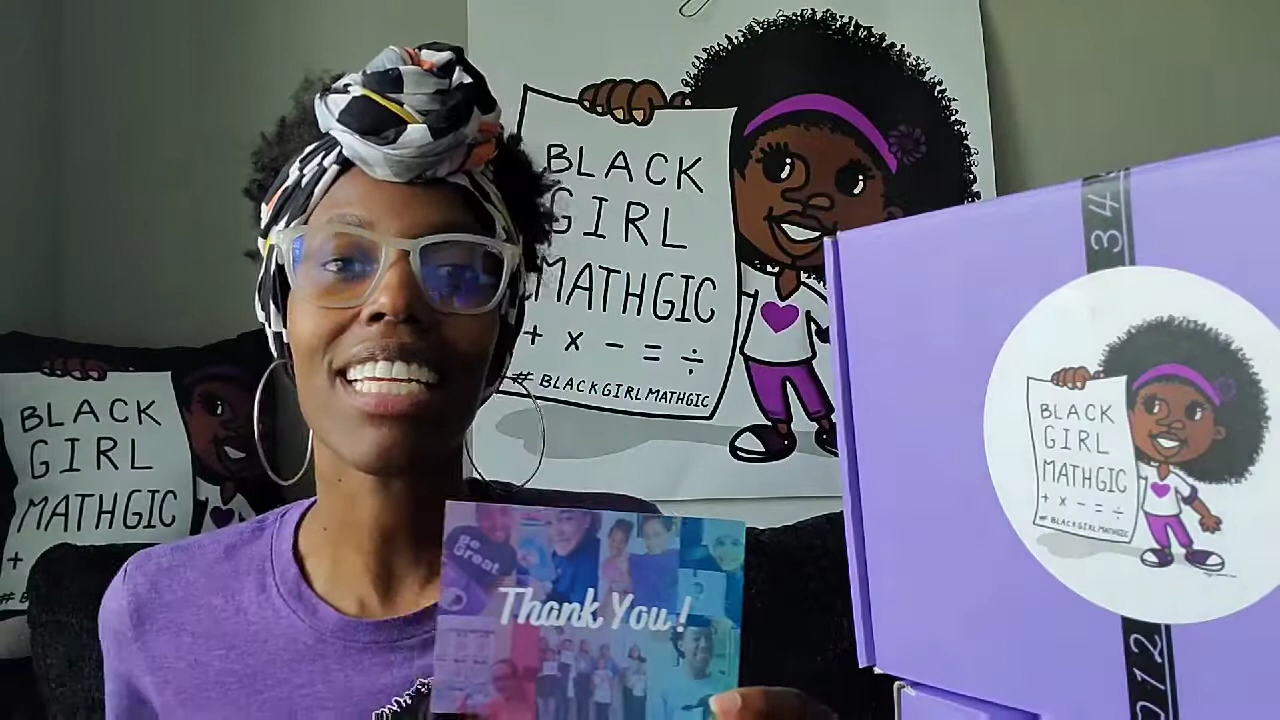 BLACK
GIRL
MATHGIC
+ x - = ÷
#BLACKGIRLMATHGIC
BLACK
GIRL
MATHGIC
+
# B
Be
Great
Thank You!
34
BLACK
GIRL
MATHGIC
+ x - = ÷
#BLACKGIRLMATHGIC
012